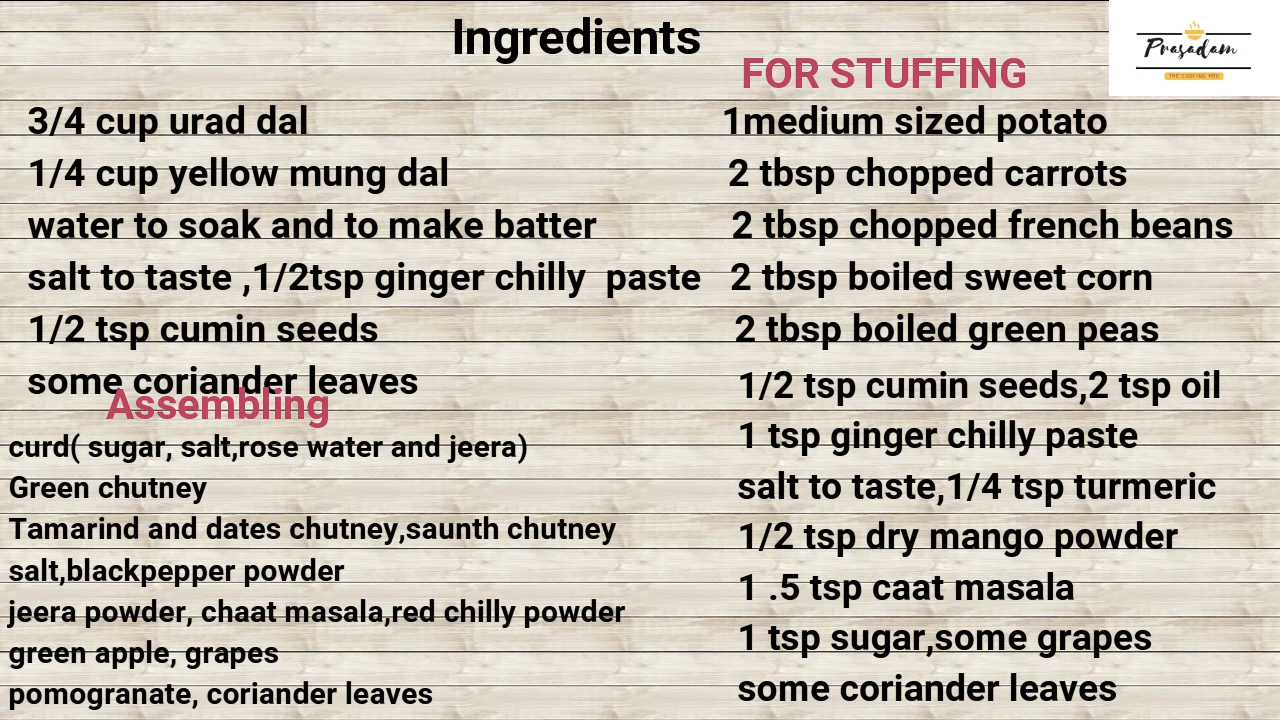 Ingredients
Prasadam
THE COOKING MOD
3/4 cup urad dal
1/4 cup yellow mung dal
water to soak and to make batter
salt to taste ,1/2tsp ginger chilly  paste
1/2 tsp cumin seeds
some coriander leaves
Assembling
curd( sugar, salt,rose water and jeera)
Green chutney
Tamarind and dates chutney,saunth chutney
salt,blackpepper powder
jeera powder, chaat masala,red chilly powder
green apple, grapes
pomogranate, coriander leaves
FOR STUFFING
1medium sized potato
2 tbsp chopped carrots
2 tbsp chopped french beans
2 tbsp boiled sweet corn
2 tbsp boiled green peas
1/2 tsp cumin seeds,2 tsp oil
1 tsp ginger chilly paste
salt to taste,1/4 tsp turmeric
1/2 tsp dry mango powder
1 .5 tsp caat masala
1 tsp sugar,some grapes
some coriander leaves